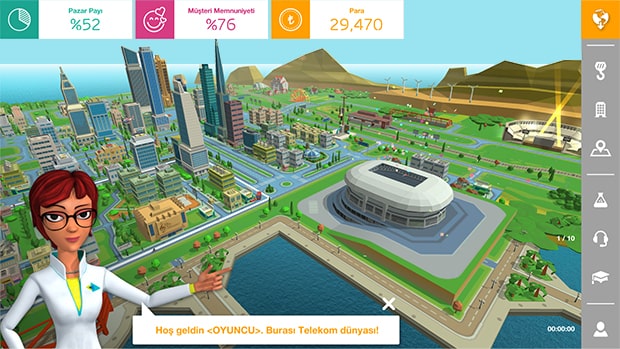 Pazar Payı
%52
Müşteri Memnuniyeti
%76
Para
29,470
1 / 10
00:00:00
Hoş geldin <OYUNCU>. Burası Telekom dünyası!